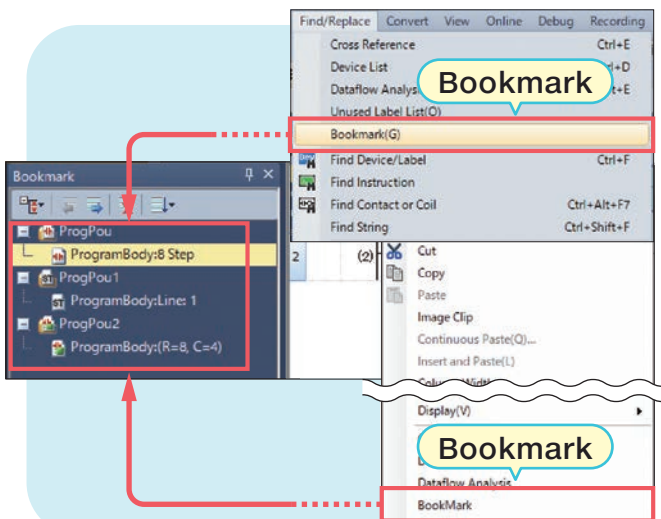 Find/Replace Convert View Online Debug Recording
Cross Reference Ctrl+E
Device List +D
Dataflow Analys t+E
Bookmark
Unused Label List(O)
Bookmark(G)
Find Device/Label Ctrl+F
Find Instruction
Find Contact or Coil Ctrl+Alt+F7
Find String Ctrl+Shift+F
Bookmark
ProgPou
ProgramBody:8 Step
ProgPou1
ProgramBody:Line: 1
ProgPou2
ProgramBody:(R=8, C=4)
2 (2)
Cut
Copy
Paste
Image Clip
Continuous Paste(Q)...
Insert and Paste(L)
Column Width
Display(V)
Bookmark
Dataflow Analysis
BookMark